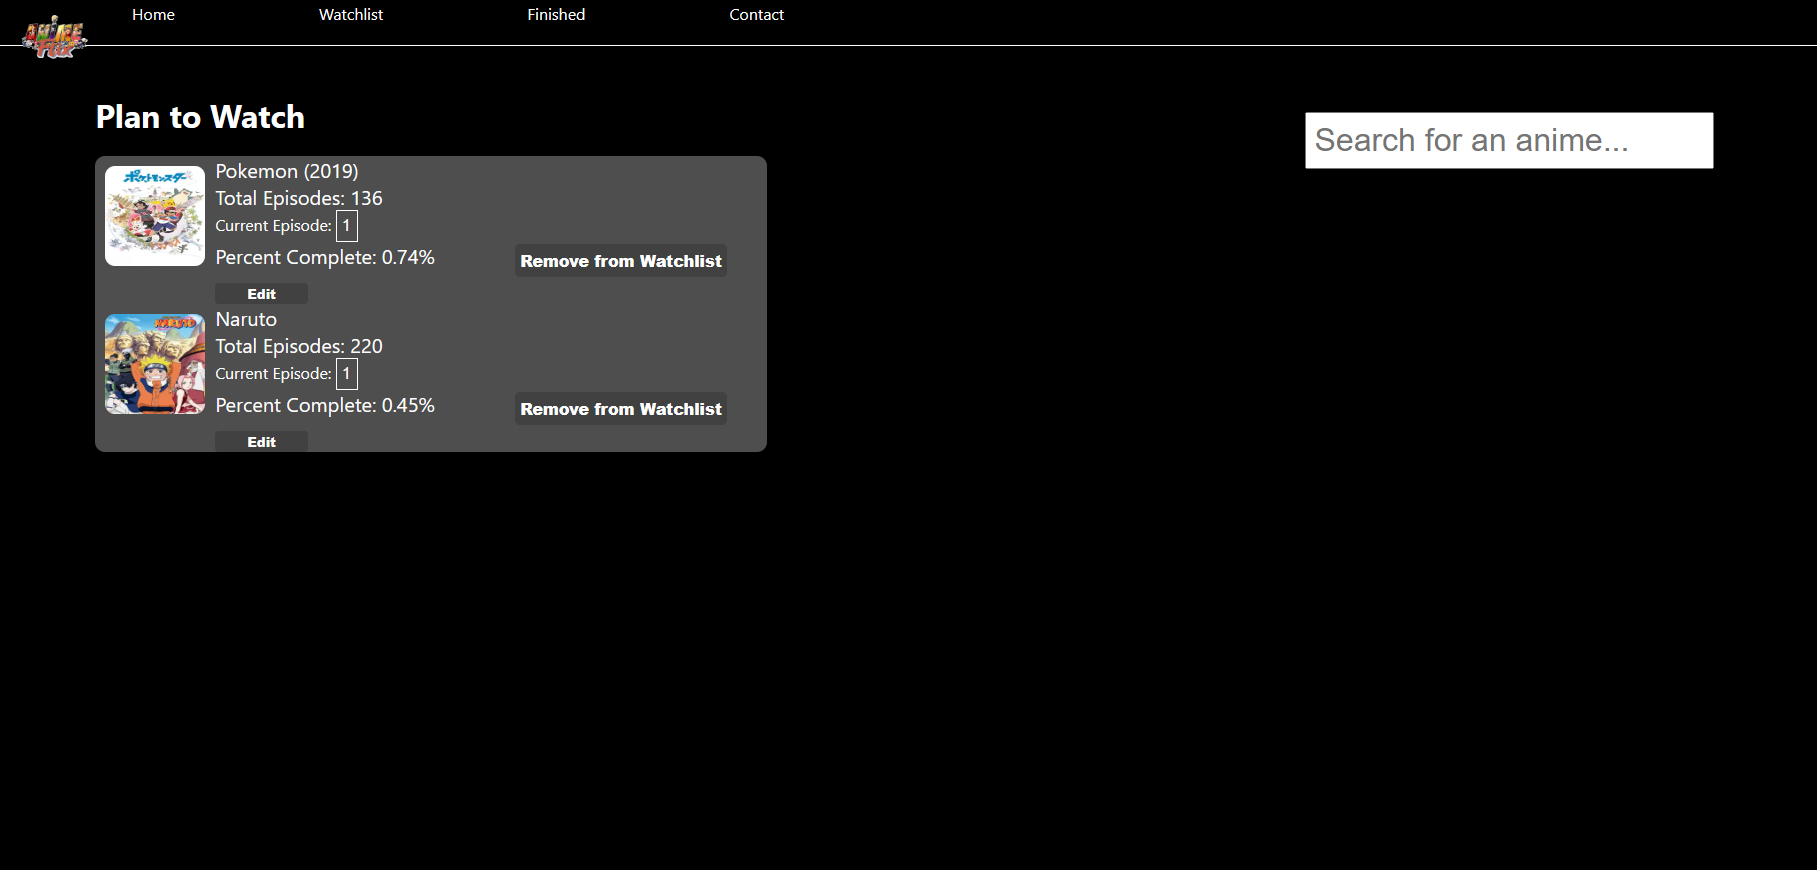 Home Watchlist Finished Contact
ANIME
Flix
Plan to Watch
Search for an anime...
ポケットモンスター
Pokemon (2019)
Total Episodes: 136
Current Episode: 1
Percent Complete: 0.74%
Remove from Watchlist
Edit
NARUTO
Naruto
Total Episodes: 220
Current Episode: 1
Percent Complete: 0.45%
Remove from Watchlist
Edit